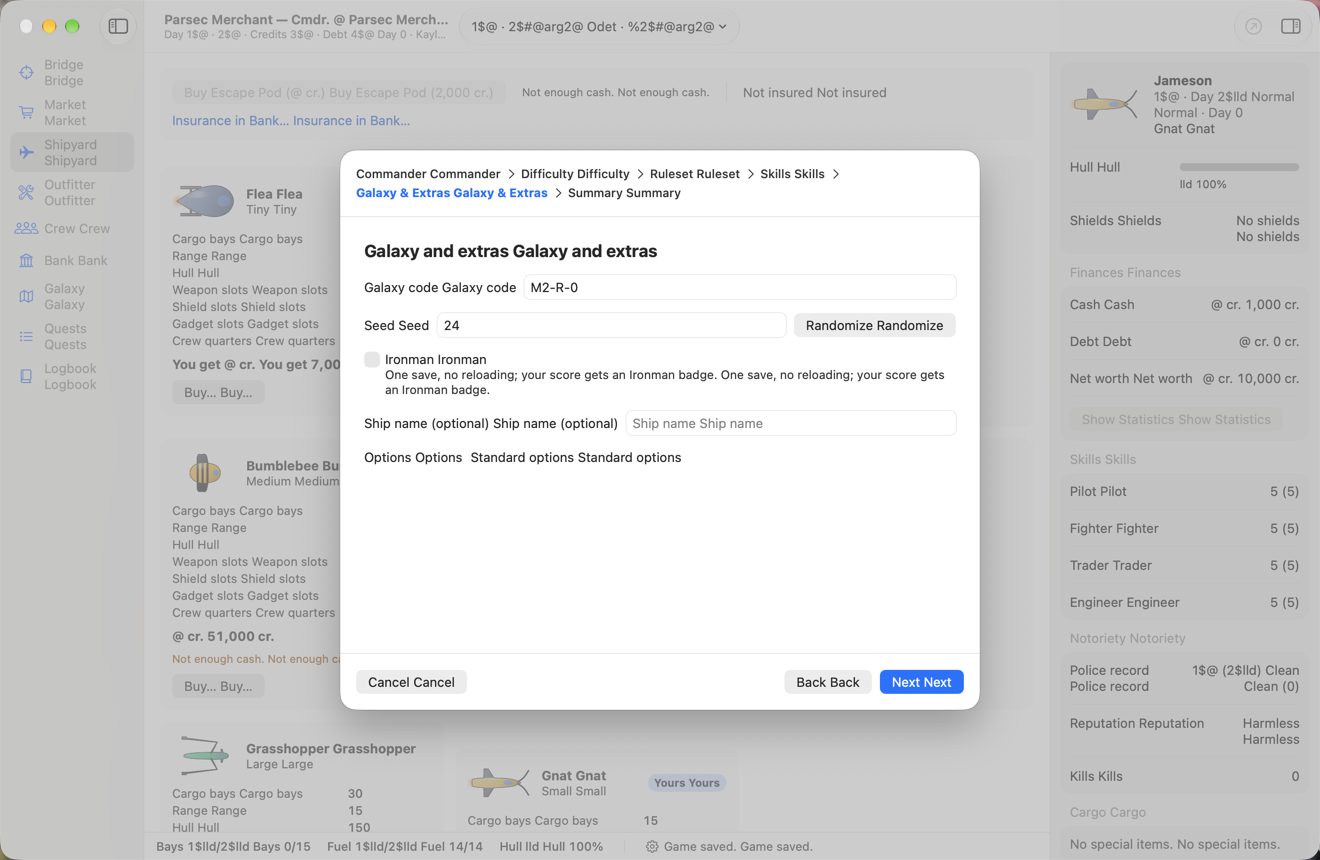 Parsec Merchant — Cmdr. @ Parsec Merch...
Day 1$@ · 2$@ · Credits 3$@ · Debt 4$@ Day 0 · Kayl...
1$@ · 2$#@arg2@ Odet · %2$#@arg2@
Bridge
Bridge
Market
Market
Shipyard
Shipyard
Outfitter
Outfitter
Crew Crew
Bank Bank
Galaxy
Galaxy
Quests
Quests
Logbook
Logbook
Buy Escape Pod (@ cr.) Buy Escape Pod (2,000 cr.)
Not enough cash. Not enough cash.
Not insured Not insured
Insurance in Bank... Insurance in Bank...
Flea Flea
Tiny Tiny
Cargo bays Cargo bays
Range Range
Hull Hull
Weapon slots Weapon slots
Shield slots Shield slots
Gadget slots Gadget slots
Crew quarters Crew quarters
You get @ cr. You get 7,00
Buy... Buy...
Bumblebee Bu
Medium Medium
Cargo bays Cargo bays
Range Range
Hull Hull
Weapon slots Weapon slots
Shield slots Shield slots
Gadget slots Gadget slots
Crew quarters Crew quarters
@ cr. 51,000 cr.
Not enough cash. Not enough c
Buy... Buy...
Grasshopper Grasshopper
Large Large
Cargo bays Cargo bays 30
Range Range 15
Hull Hull 150
Gnat Gnat
Small Small
Yours Yours
Cargo bays Cargo bays 15
Commander Commander > Difficulty Difficulty > Ruleset Ruleset > Skills Skills >
Galaxy & Extras Galaxy & Extras > Summary Summary
Galaxy and extras Galaxy and extras
Galaxy code Galaxy code M2-R-0
Seed Seed 24 Randomize Randomize
Ironman Ironman
One save, no reloading; your score gets an Ironman badge. One save, no reloading; your score gets
an Ironman badge.
Ship name (optional) Ship name (optional) Ship name Ship name
Options Options Standard options Standard options
Cancel Cancel
Back Back
Next Next
Jameson
1$@ · Day 2$lld Normal
Normal · Day 0
Gnat Gnat
Hull Hull
lld 100%
Shields Shields No shields
No shields
Finances Finances
Cash Cash @ cr. 1,000 cr.
Debt Debt @ cr. 0 cr.
Net worth Net worth @ cr. 10,000 cr.
Show Statistics Show Statistics
Skills Skills
Pilot Pilot 5 (5)
Fighter Fighter 5 (5)
Trader Trader 5 (5)
Engineer Engineer 5 (5)
Notoriety Notoriety
Police record 1$@ (2$lld) Clean
Police record Clean (0)
Reputation Reputation Harmless
Harmless
Kills Kills 0
Cargo Cargo
No special items. No special items.
Bays 1$lld/2$lld Bays 0/15
Fuel 1$lld/2$lld Fuel 14/14
Hull lld Hull 100%
Game saved. Game saved.